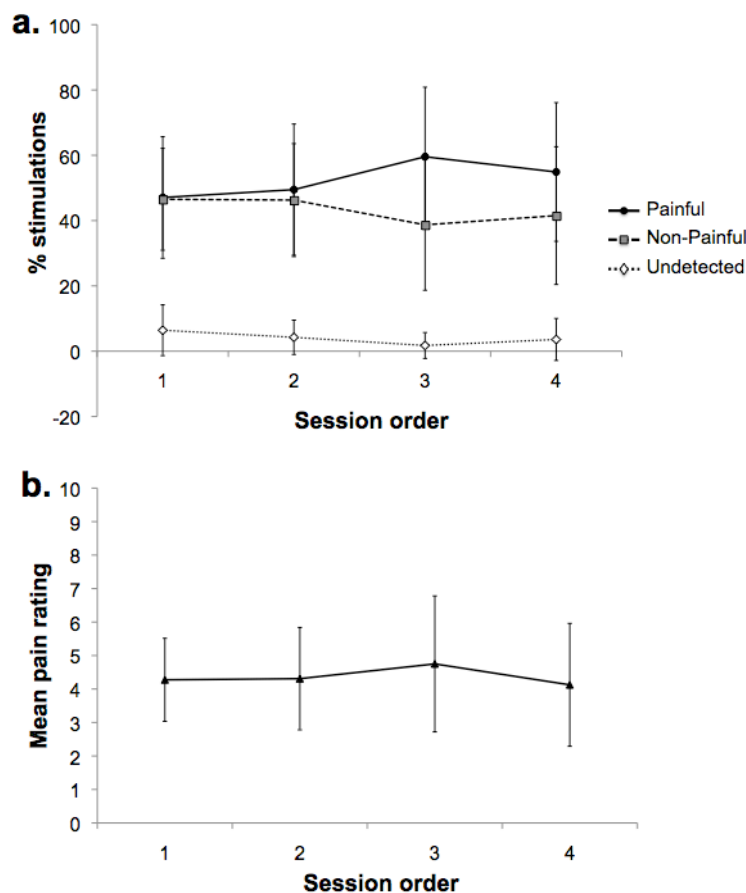 a.
100
80
60
40
20
0
-20
% stimulations
1 2 3 4
Session order
Painful
Non-Painful
Undetected
b.
10
9
8
7
6
5
4
3
2
1
0
Mean pain rating
1 2 3 4
Session order